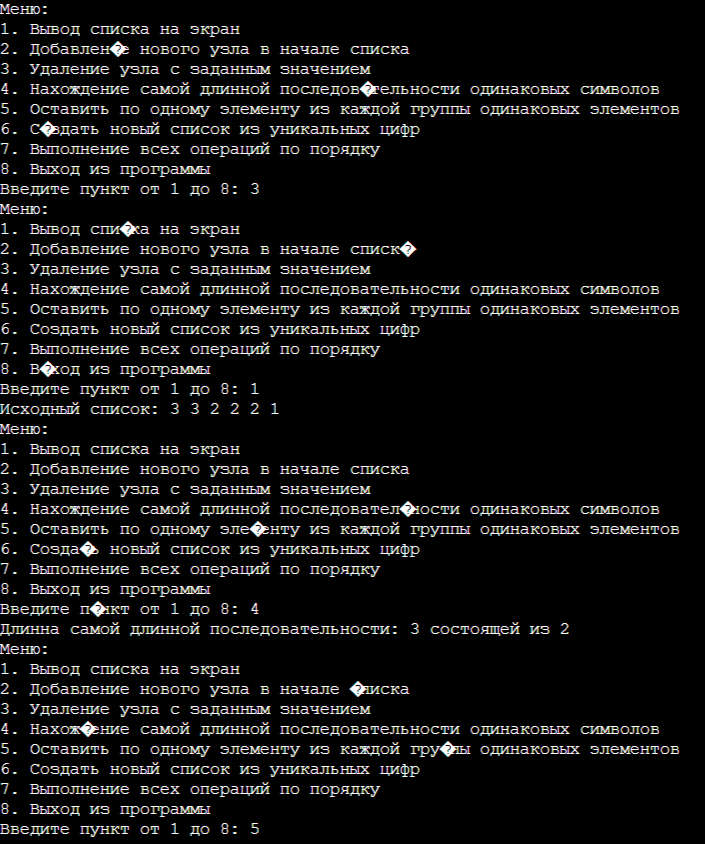 Меню:
1. Вывод списка на экран
2. Добавлен�е нового узла в начале списка
3. Удаление узла с заданным значением
4. Нахождение самой длинной последов�тельности одинаковых символов
5. Оставить по одному элементу из каждой группы одинаковых элементов
6. С�здать новый список из уникальных цифр
7. Выполнение всех операций по порядку
8. Выход из программы
Введите пункт от 1 до 8: 3
Меню:
1. Вывод спи�ка на экран
2. Добавление нового узла в начале списк�
3. Удаление узла с заданным значением
4. Нахождение самой длинной последовательности одинаковых символов
5. Оставить по одному элементу из каждой группы одинаковых элементов
6. Создать новый список из уникальных цифр
7. Выполнение всех операций по порядку
8. В�ход из программы
Введите пункт от 1 до 8: 1
Исходный список: 3 3 2 2 2 1
Меню:
1. Вывод списка на экран
2. Добавление нового узла в начале списка
3. Удаление узла с заданным значением
4. Нахождение самой длинной последовател�ности одинаковых символов
5. Оставить по одному эле�енту из каждой группы одинаковых элементов
6. Созда�ь новый список из уникальных цифр
7. Выполнение всех операций по порядку
8. Выход из программы
Введите п�нкт от 1 до 8: 4
Длинна самой длинной последовательности: 3 состоящей из 2
Меню:
1. Вывод списка на экран
2. Добавление нового узла в начале �писка
3. Удаление узла с заданным значением
4. Нахож�ение самой длинной последовательности одинаковых символов
5. Оставить по одному элементу из каждой гру�пы одинаковых элементов
6. Создать новый список из уникальных цифр
7. Выполнение всех операций по порядку
8. Выход из программы
Введите пункт от 1 до 8: 5